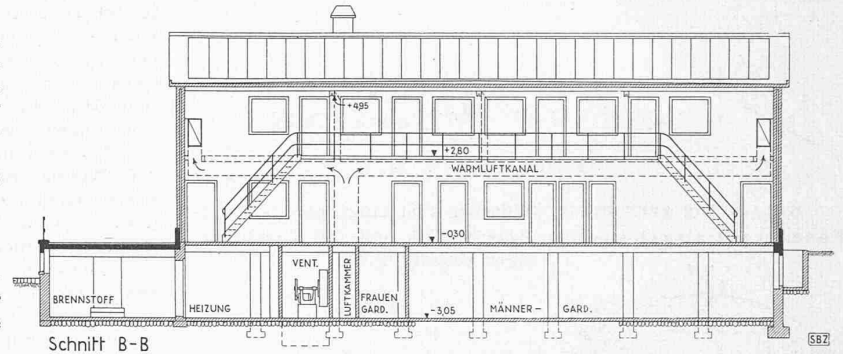 +4,95
+2,80
WARMLUFTKANAL
-0,30
VENT.
LUFTKAMMER
BRENNSTOFF
HEIZUNG
FRAUEN
GARD.
-3,05
MÄNNER - GARD.
Schnitt B-B
SBZ